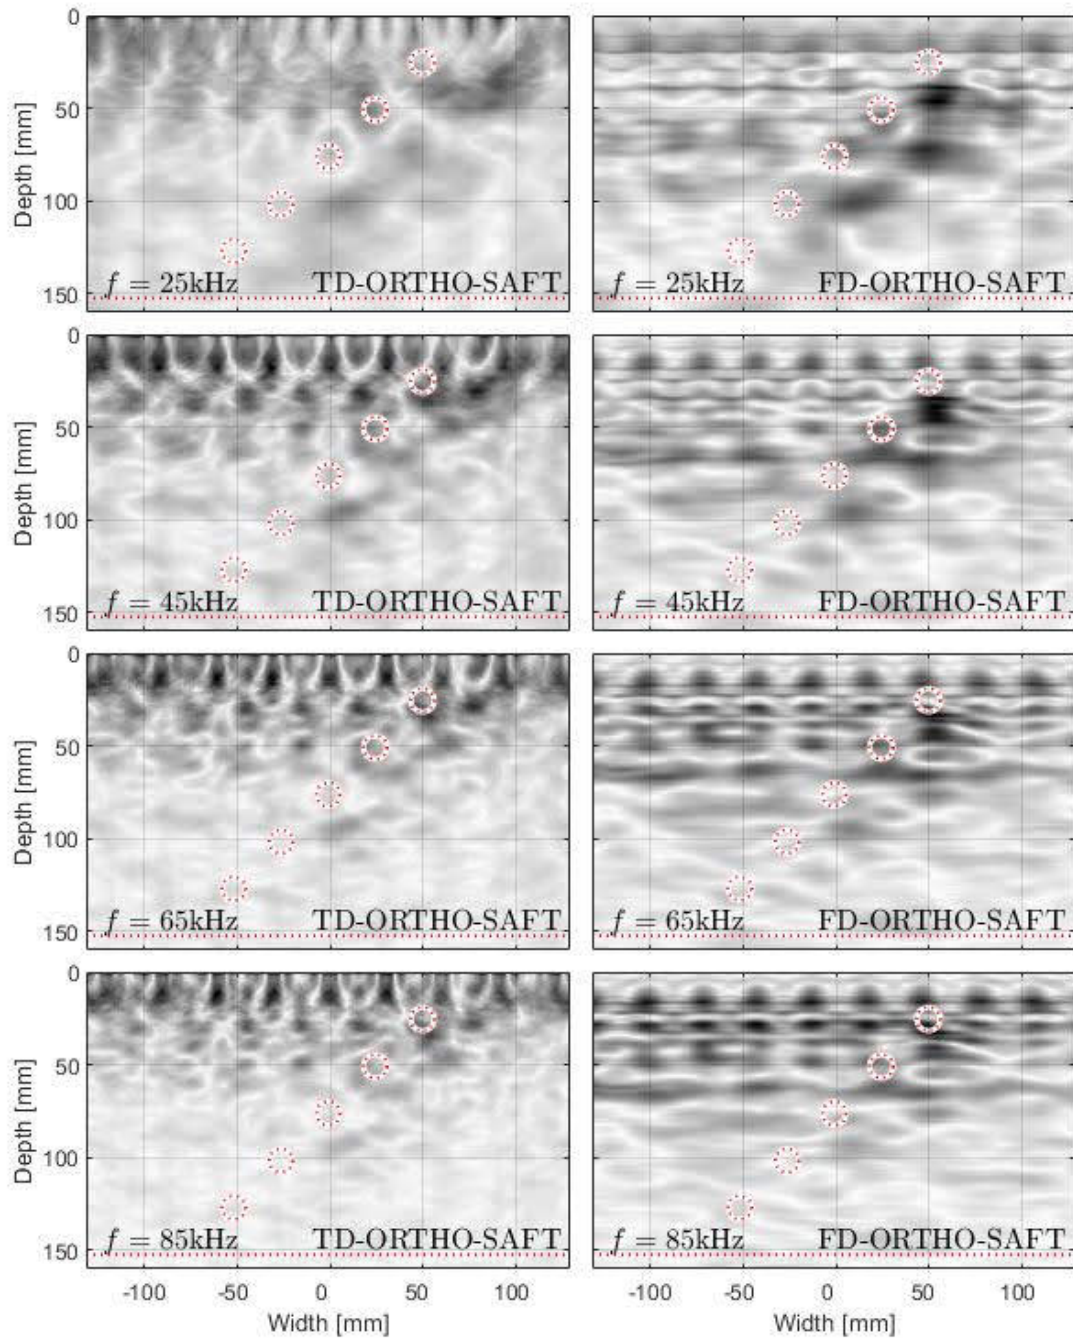 0
50
100
150
Depth [mm]
f = 25kHz TD-ORTHO-SAFT
f = 25kHz FD-ORTHO-SAFT
0
50
100
150
Depth [mm]
f = 45kHz TD-ORTHO-SAFT
f = 45kHz FD-ORTHO-SAFT
0
50
100
150
Depth [mm]
f = 65kHz TD-ORTHO-SAFT
f = 65kHz FD-ORTHO-SAFT
0
50
100
150
Depth [mm]
f = 85kHz TD-ORTHO-SAFT
f = 85kHz FD-ORTHO-SAFT
-100 -50 0 50 100
Width [mm]
-100 -50 0 50 100
Width [mm]